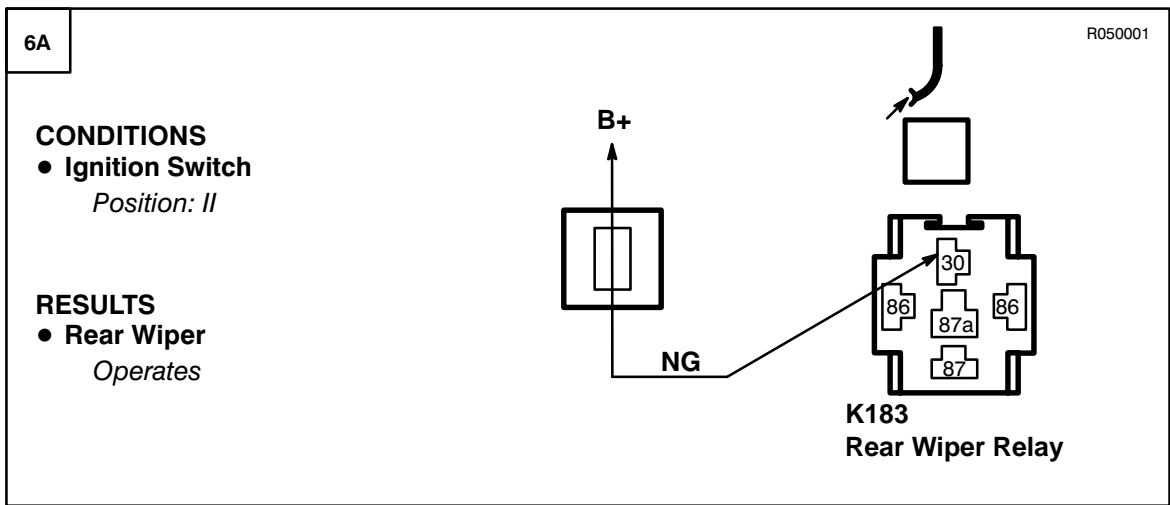 6A
R050001
CONDITIONS
● Ignition Switch
Position: II
RESULTS
● Rear Wiper
Operates
B+
NG
30
86
87a
86
87
K183
Rear Wiper Relay